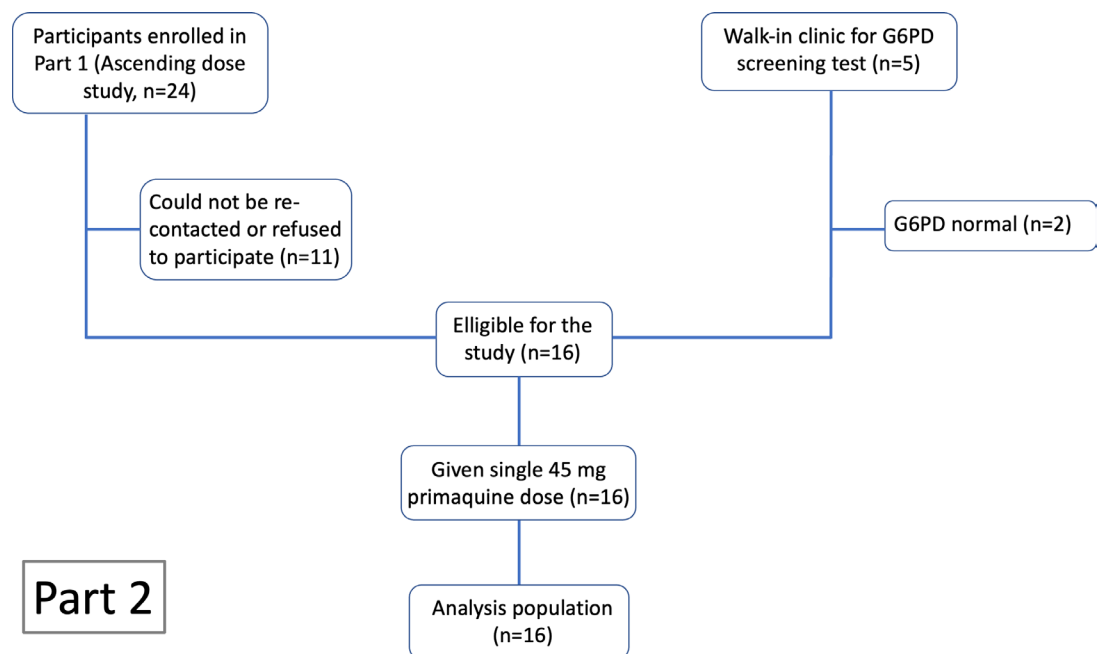 Participants enrolled in
Part 1 (Ascending dose
study, n=24)
Walk-in clinic for G6PD
screening test (n=5)
Could not be re-
contacted or refused
to participate (n=11)
G6PD normal (n=2)
Elligible for the
study (n=16)
Given single 45 mg
primaquine dose (n=16)
Part 2
Analysis population
(n=16)